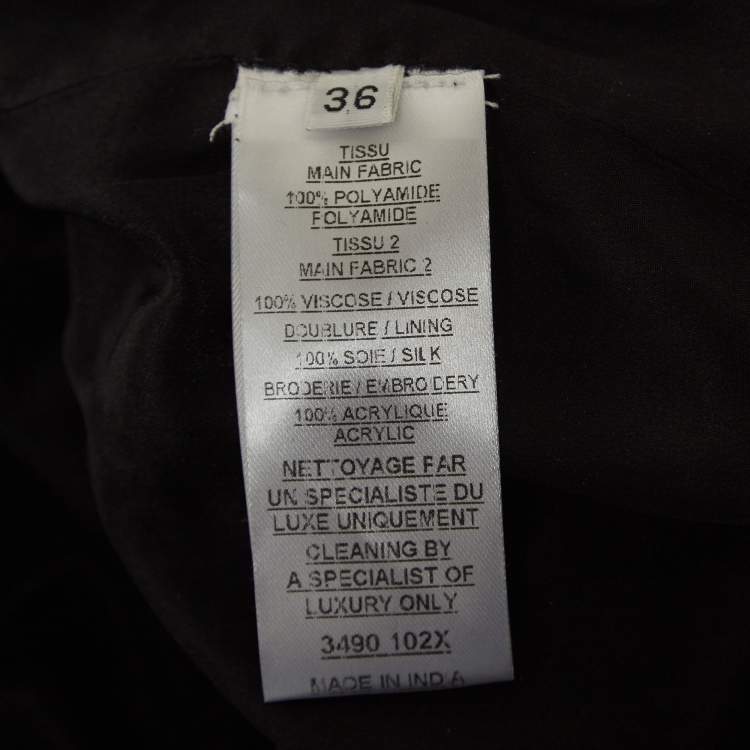 36
TISSU
MAIN FABRIC
100% POLYAMIDE
POLYAMIDE
TISSU 2
MAIN FABRIC 2
100% VISCOSE / VISCOSE
DOUBLURE / LINING
100% SOIE / SILK
BRODERIE / EMBROIDERY
100% ACRYLIQUE
ACRYLIC
NETTOYAGE PAR
UN SPECIALISTE DU
LUXE UNIQUEMENT
CLEANING BY
A SPECIALIST OF
LUXURY ONLY
3490 102X
MADE IN INDIA